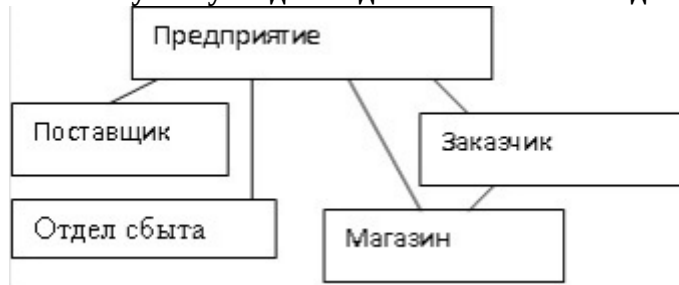 Предприятие
Поставщик
Заказчик
Отдел сбыта
Магазин